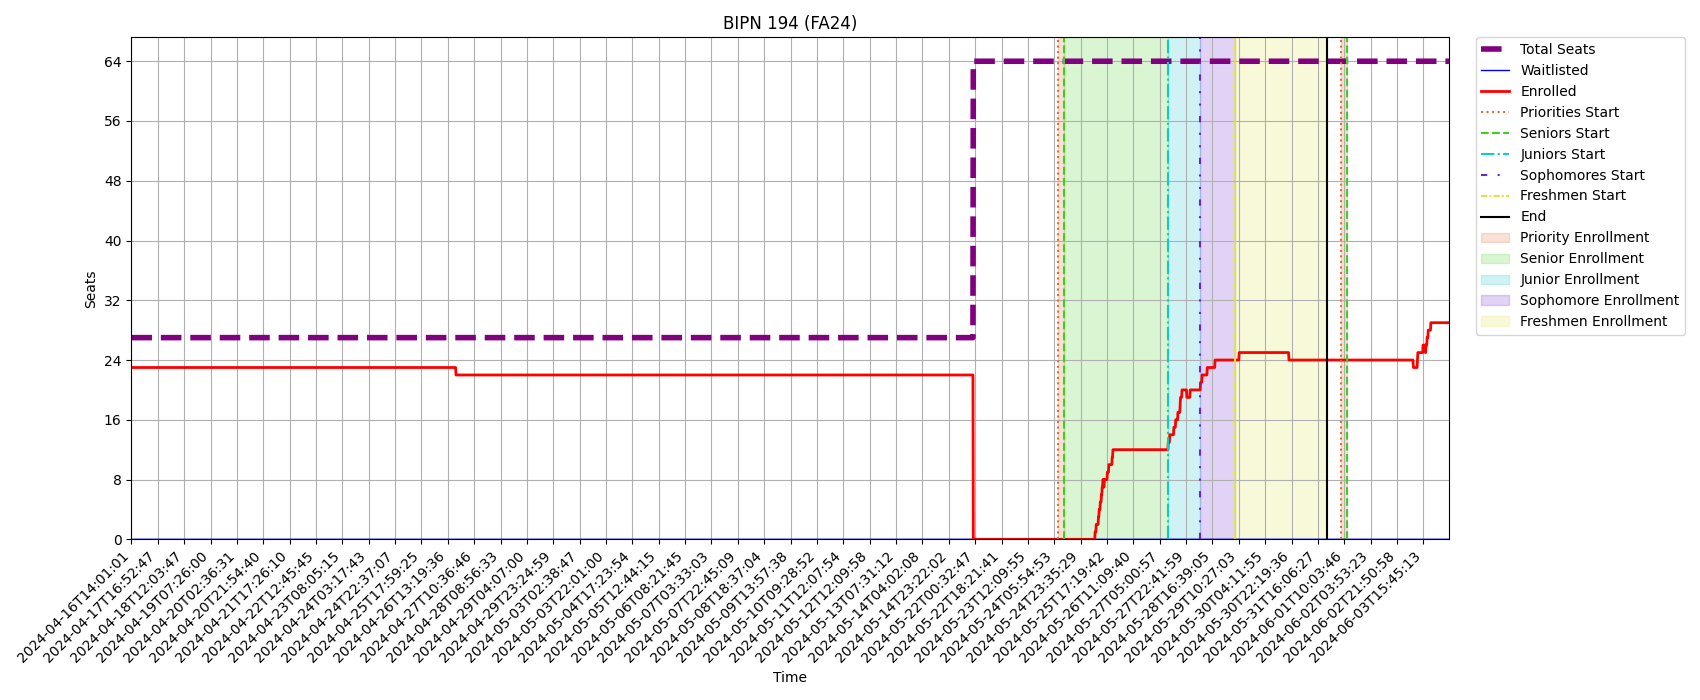 BIPN 194 (FA24)
Seats
64
56
48
40
32
24
16
8
0
2024-04-16T14:01:01
2024-04-17T16:52:47
2024-04-18T12:03:47
2024-04-19T07:26:00
2024-04-20T02:36:31
2024-04-20T21:54:40
2024-04-21T17:26:10
2024-04-22T12:45:45
2024-04-23T08:05:15
2024-04-24T03:17:43
2024-04-24T22:37:07
2024-04-25T17:59:25
2024-04-26T13:19:36
2024-04-27T10:36:46
2024-04-28T08:56:33
2024-04-29T04:07:00
2024-04-29T23:24:59
2024-05-03T02:38:47
2024-05-03T22:01:00
2024-05-04T17:23:54
2024-05-05T12:44:15
2024-05-06T08:21:45
2024-05-07T03:33:03
2024-05-07T22:45:09
2024-05-08T18:37:04
2024-05-09T13:57:38
2024-05-10T09:28:52
2024-05-11T12:07:54
2024-05-12T12:09:58
2024-05-13T07:31:12
2024-05-14T04:02:08
2024-05-14T23:22:02
2024-05-22T00:32:47
2024-05-22T18:21:41
2024-05-23T12:09:55
2024-05-24T05:54:53
2024-05-24T23:35:29
2024-05-25T17:19:42
2024-05-26T11:09:40
2024-05-27T05:00:57
2024-05-27T22:41:59
2024-05-28T16:39:05
2024-05-29T10:27:03
2024-05-30T04:11:55
2024-05-30T22:19:36
2024-05-31T16:06:27
2024-06-01T10:03:46
2024-06-02T03:53:23
2024-06-02T21:50:58
2024-06-03T15:45:13
Time
Total Seats
Waitlisted
Enrolled
Priorities Start
Seniors Start
Juniors Start
Sophomores Start
Freshmen Start
End
Priority Enrollment
Senior Enrollment
Junior Enrollment
Sophomore Enrollment
Freshmen Enrollment